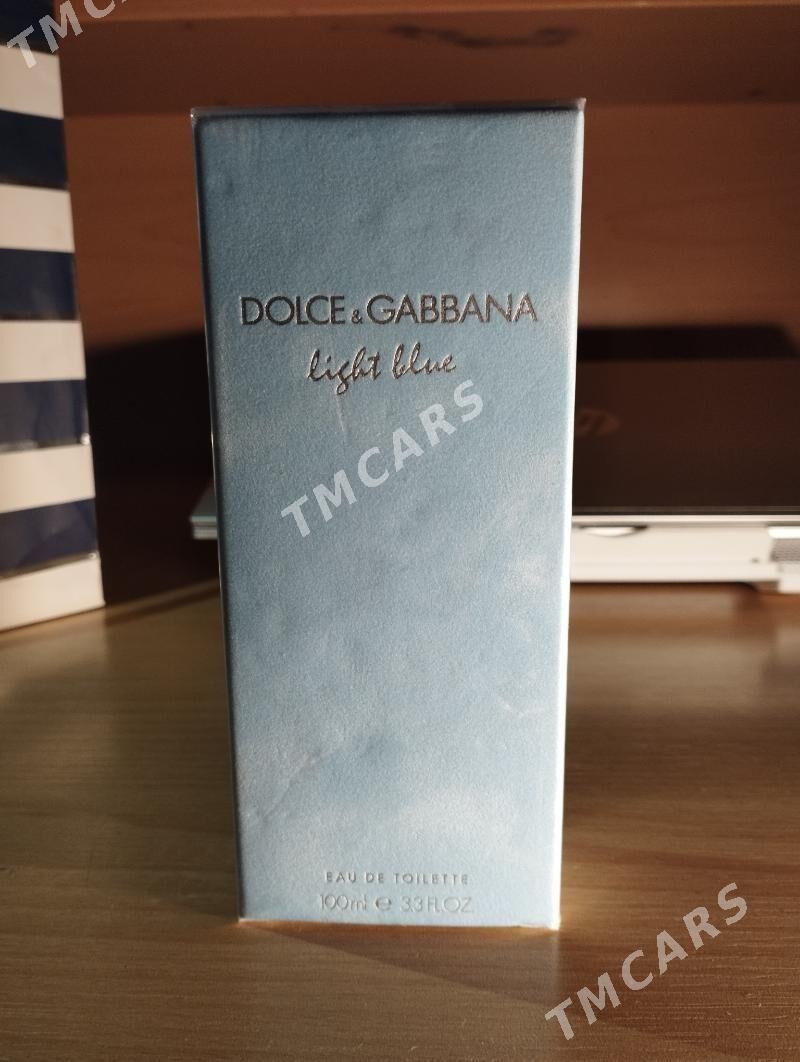 TMCARS
DOLCE & GABBANA
light blue
TMCARS
EAU DE TOILETTE
100ml e 3.3 FL.OZ.
TMCARS